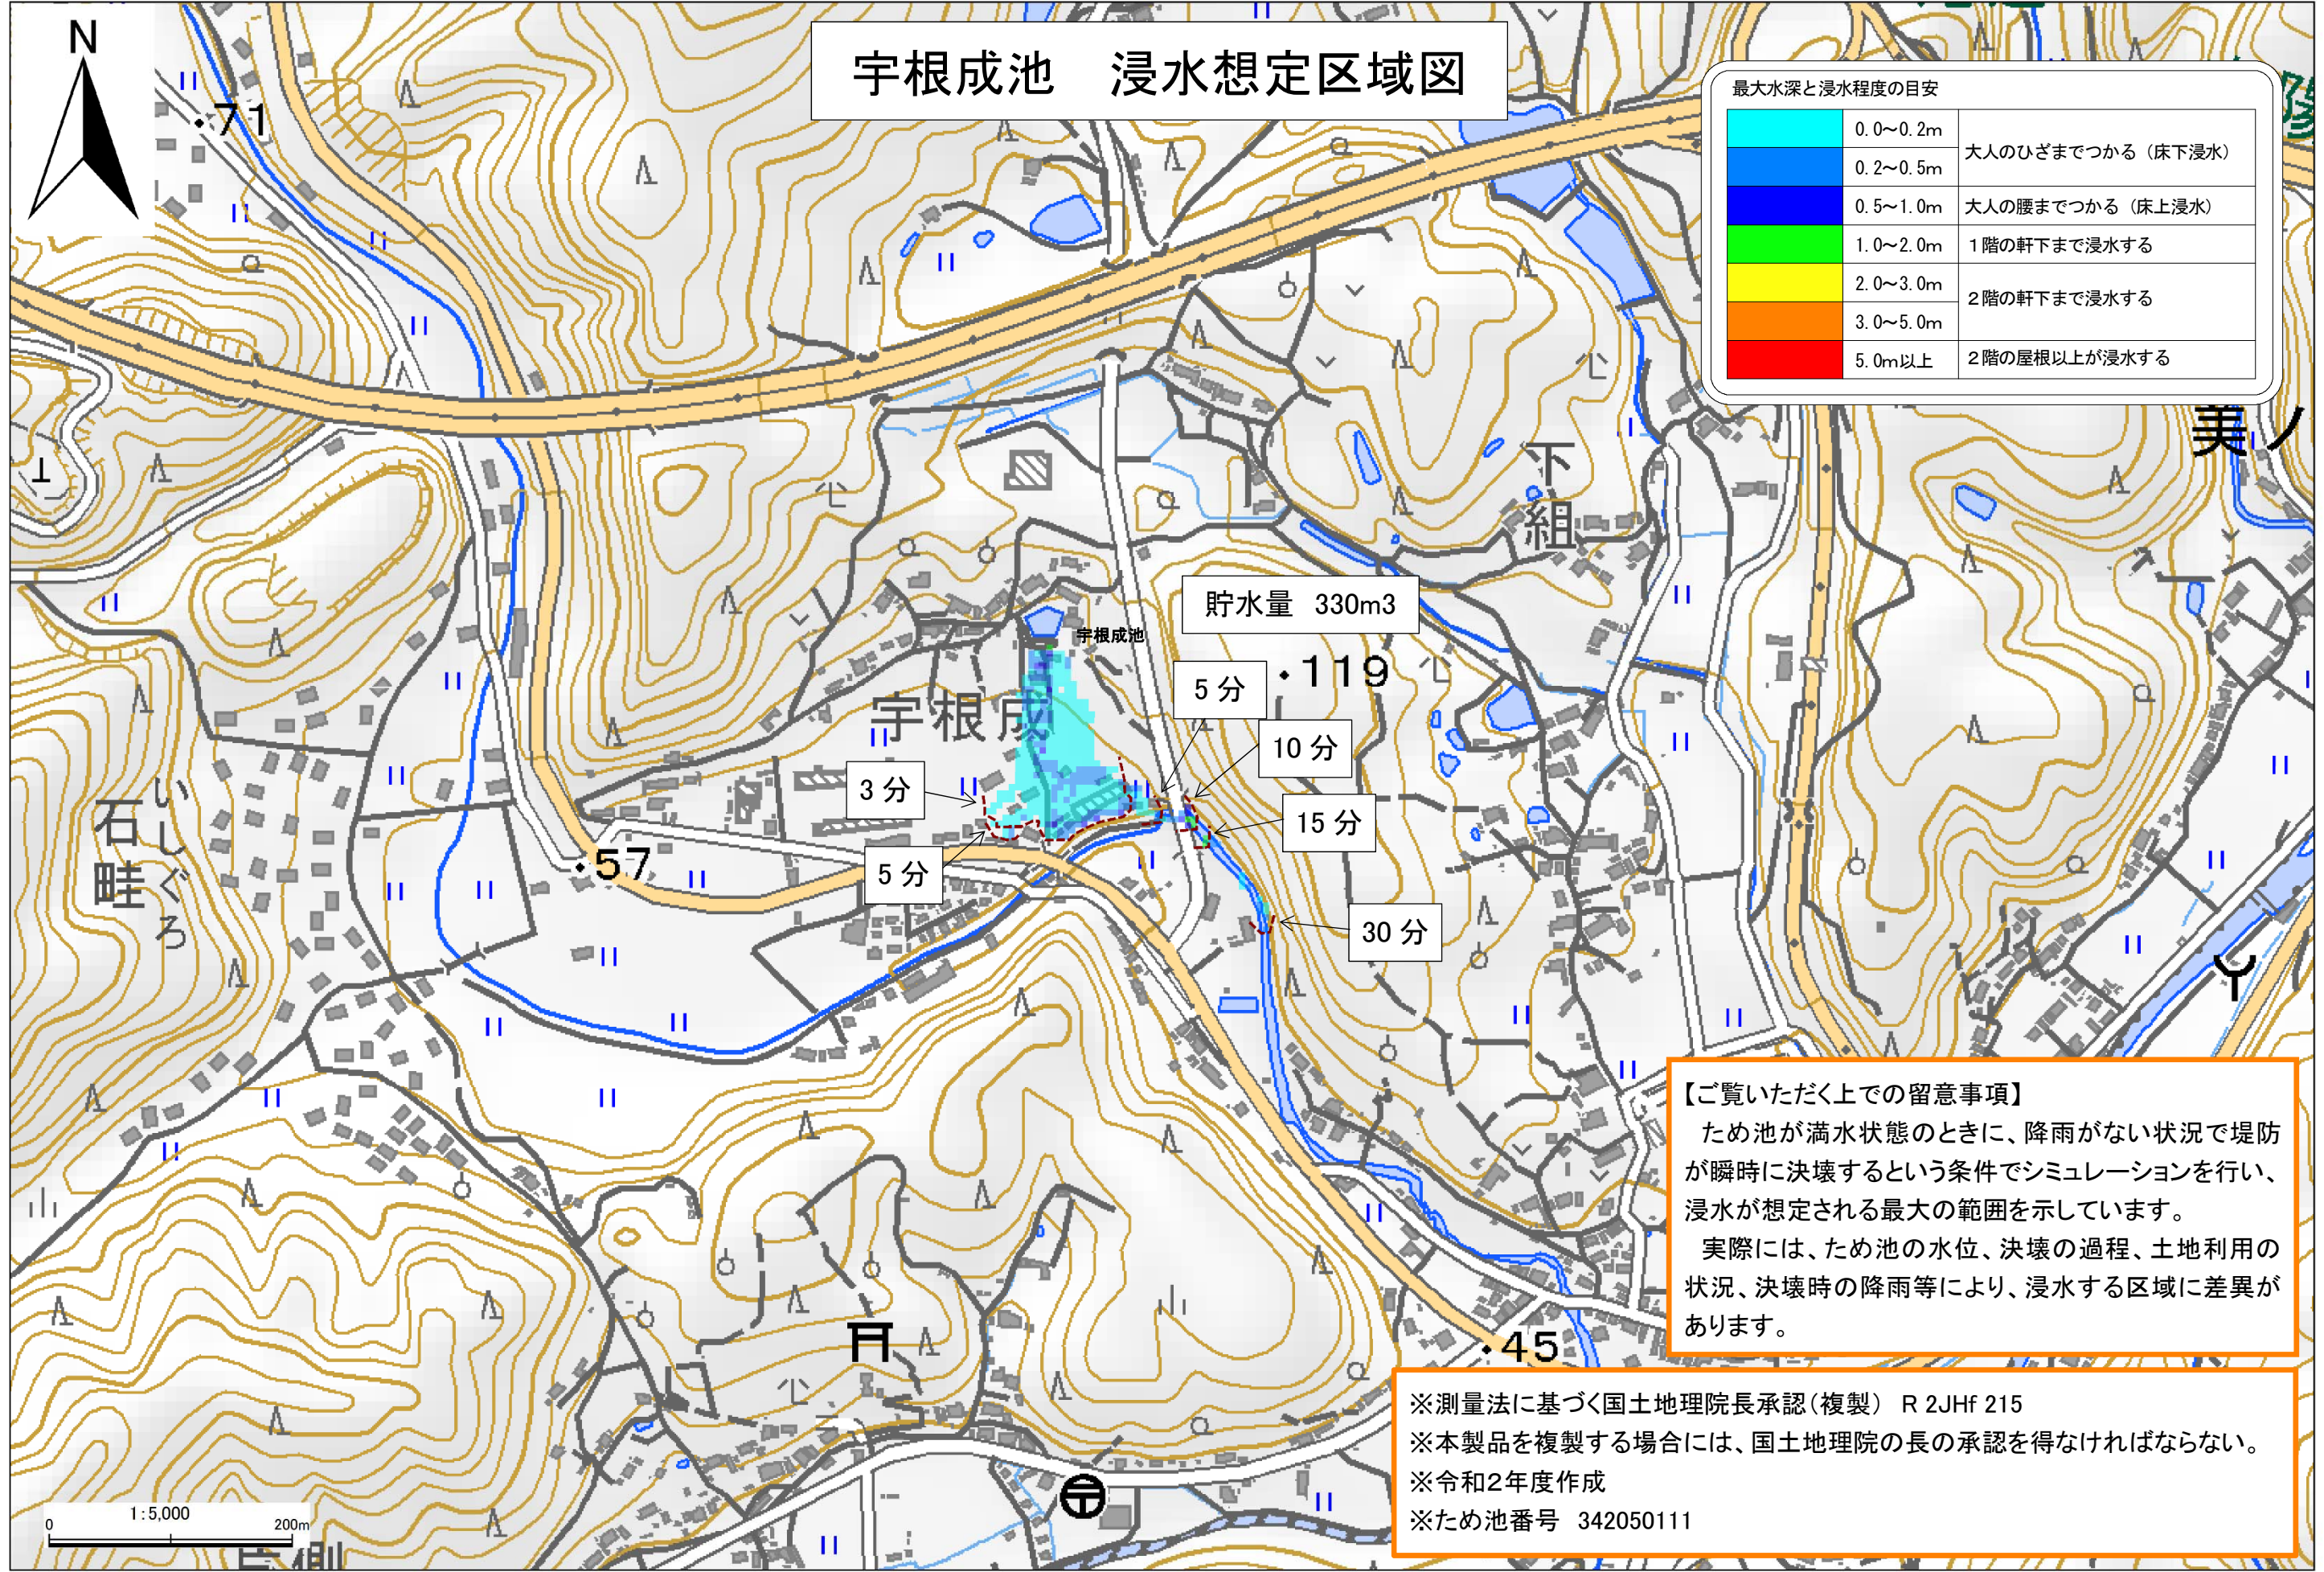 宇根成池　浸水想定区域図
N
最大水深と浸水程度の目安
0.0～0.2m
大人のひざまでつかる（床下浸水）
0.2～0.5m
0.5～1.0m
大人の腰までつかる（床上浸水）
1.0～2.0m
1階の軒下まで浸水する
2.0～3.0m
2階の軒下まで浸水する
3.0～5.0m
5.0m以上
2階の屋根以上が浸水する
71
美ノ
下組
貯水量　330m3
宇根成池
119
5分
宇根成
10分
3分
15分
石畦
いしぐろ
57
5分
30分
【ご覧いただく上での留意事項】
ため池が満水状態のときに、降雨がない状況で堤防
が瞬時に決壊するという条件でシミュレーションを行い、
浸水が想定される最大の範囲を示しています。
実際には、ため池の水位、決壊の過程、土地利用の
状況、決壊時の降雨等により、浸水する区域に差異が
あります。
45
※測量法に基づく国土地理院長承認（複製）　R 2JHf 215
※本製品を複製する場合には、国土地理院の長の承認を得なければならない。
※令和2年度作成
※ため池番号　342050111
1:5,000
0
200m